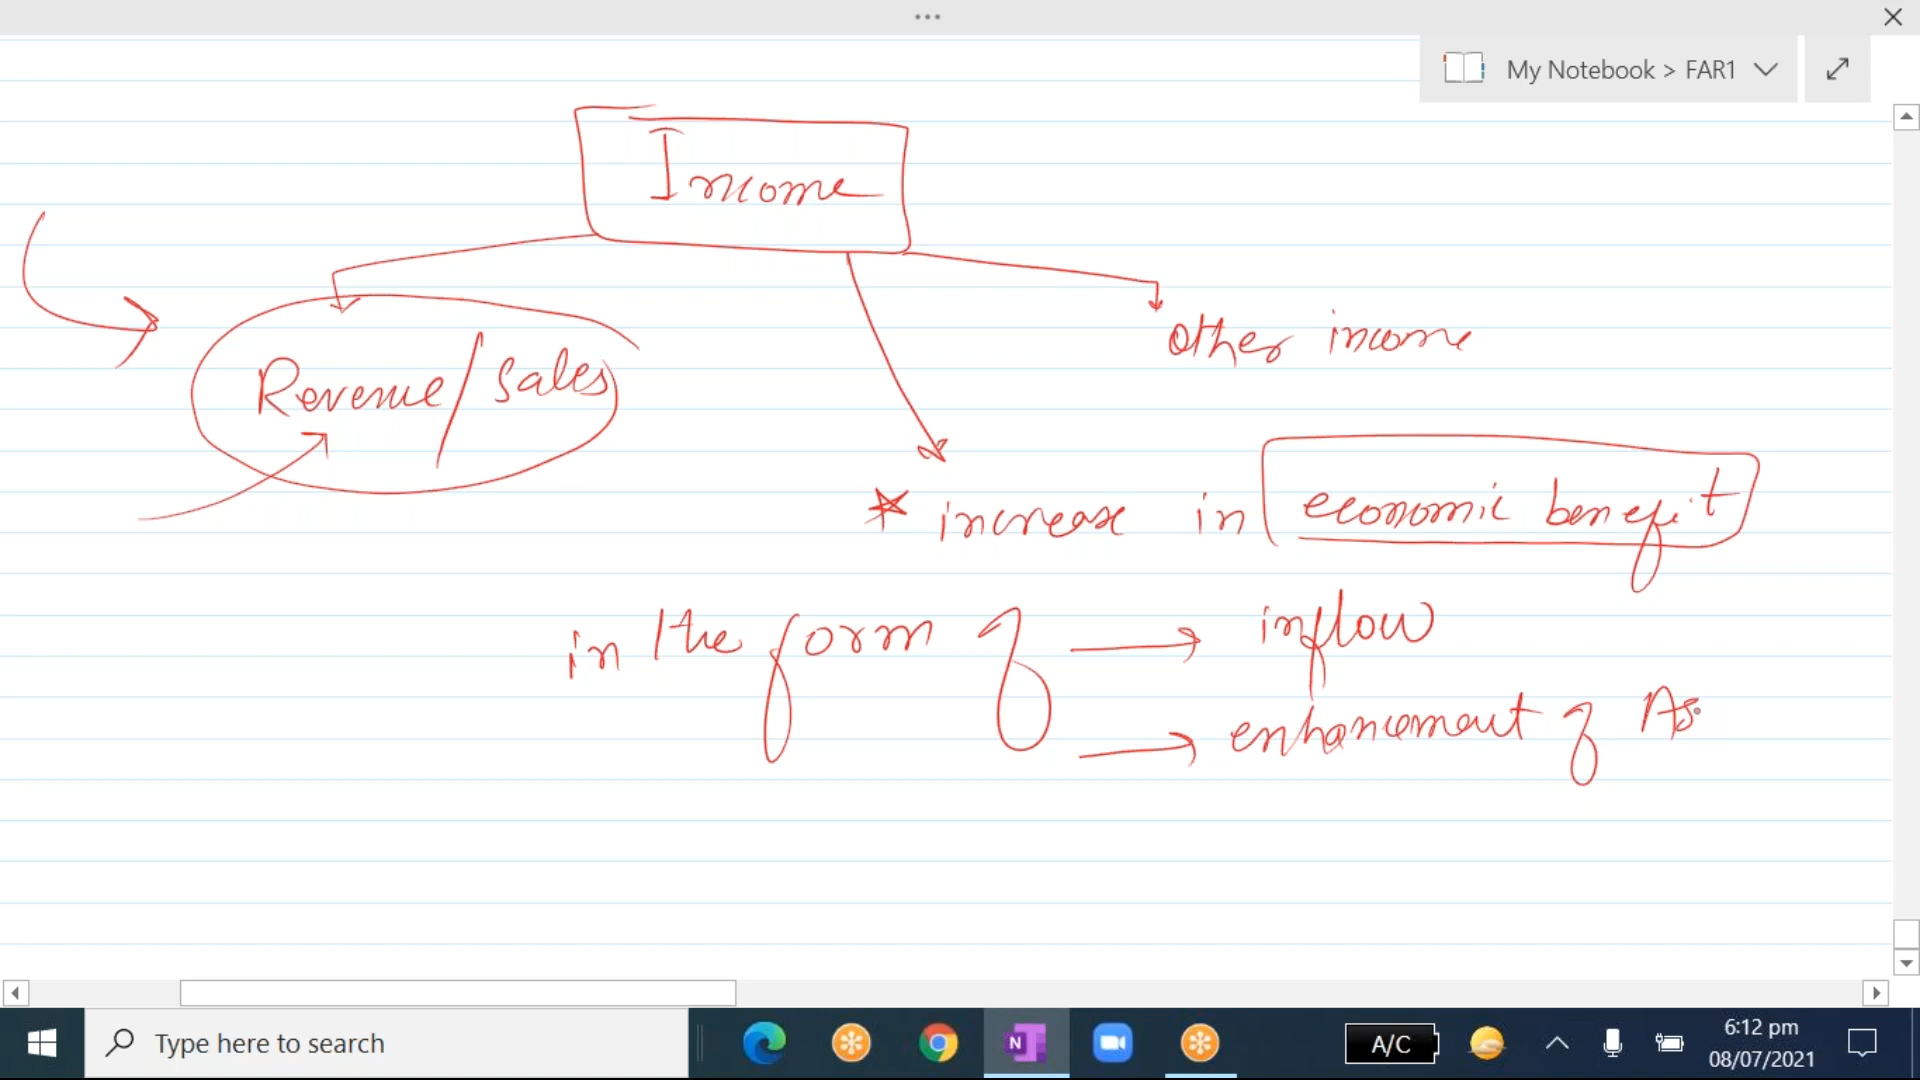 My Notebook > FAR1
Income
Revenue/Sales
other income
* increase in economic benefit
in the form of → inflow
→ enhancement of As
Type here to search
A/C
6:12 pm
08/07/2021